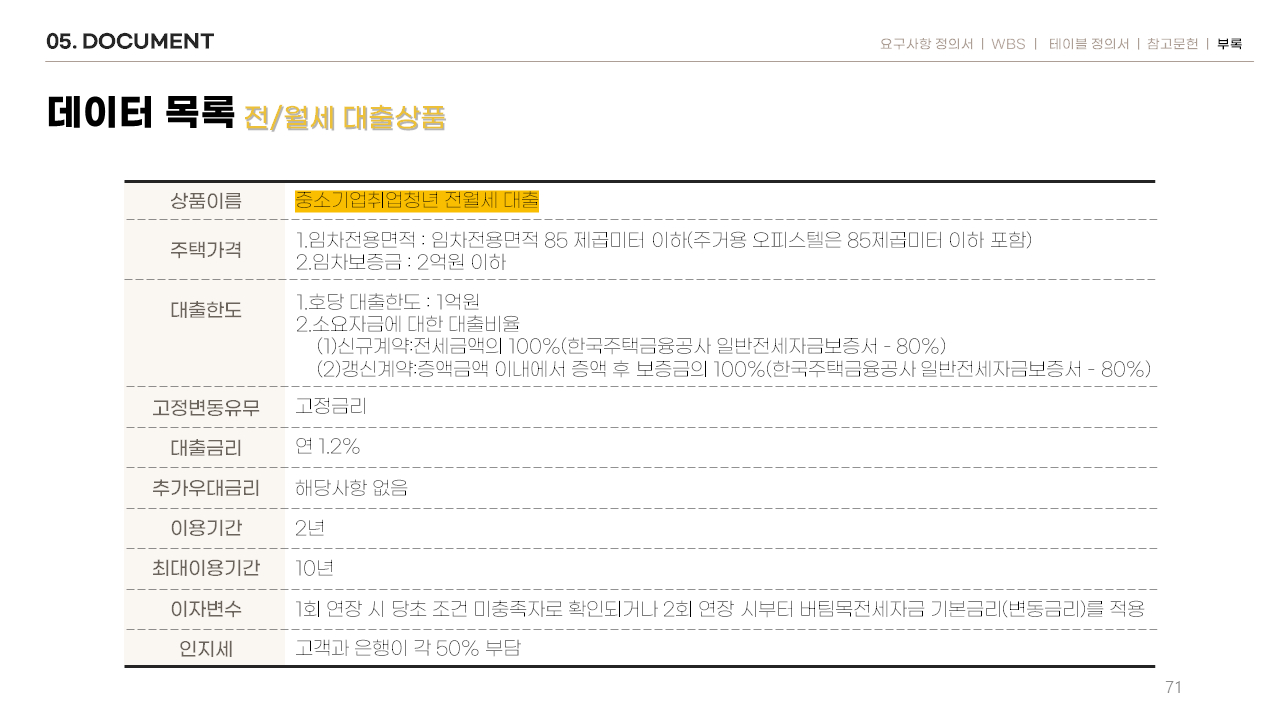 05. DOCUMENT
요구사항 정의서 | WBS | 테이블 정의서 | 참고문헌 | 부록
데이터 목록 전/월세 대출상품
상품이름 중소기업취업청년 전월세 대출
주택가격
1.임차전용면적 : 임차전용면적 85 제곱미터 이하(주거용 오피스텔은 85제곱미터 이하 포함)
2.임차보증금 : 2억원 이하
대출한도
1.호당 대출한도 : 1억원
2.소요자금에 대한 대출비율
(1)신규계약:전세금액의 100%(한국주택금융공사 일반전세자금보증서 - 80%)
(2)갱신계약:증액금액 이내에서 증액 후 보증금의 100%(한국주택금융공사 일반전세자금보증서 - 80%)
고정변동유무 고정금리
대출금리 연 1.2%
추가우대금리 해당사항 없음
이용기간 2년
최대이용기간 10년
이자변수 1회 연장 시 당초 조건 미충족자로 확인되거나 2회 연장 시부터 버팀목전세자금 기본금리(변동금리)를 적용
인지세 고객과 은행이 각 50% 부담
71